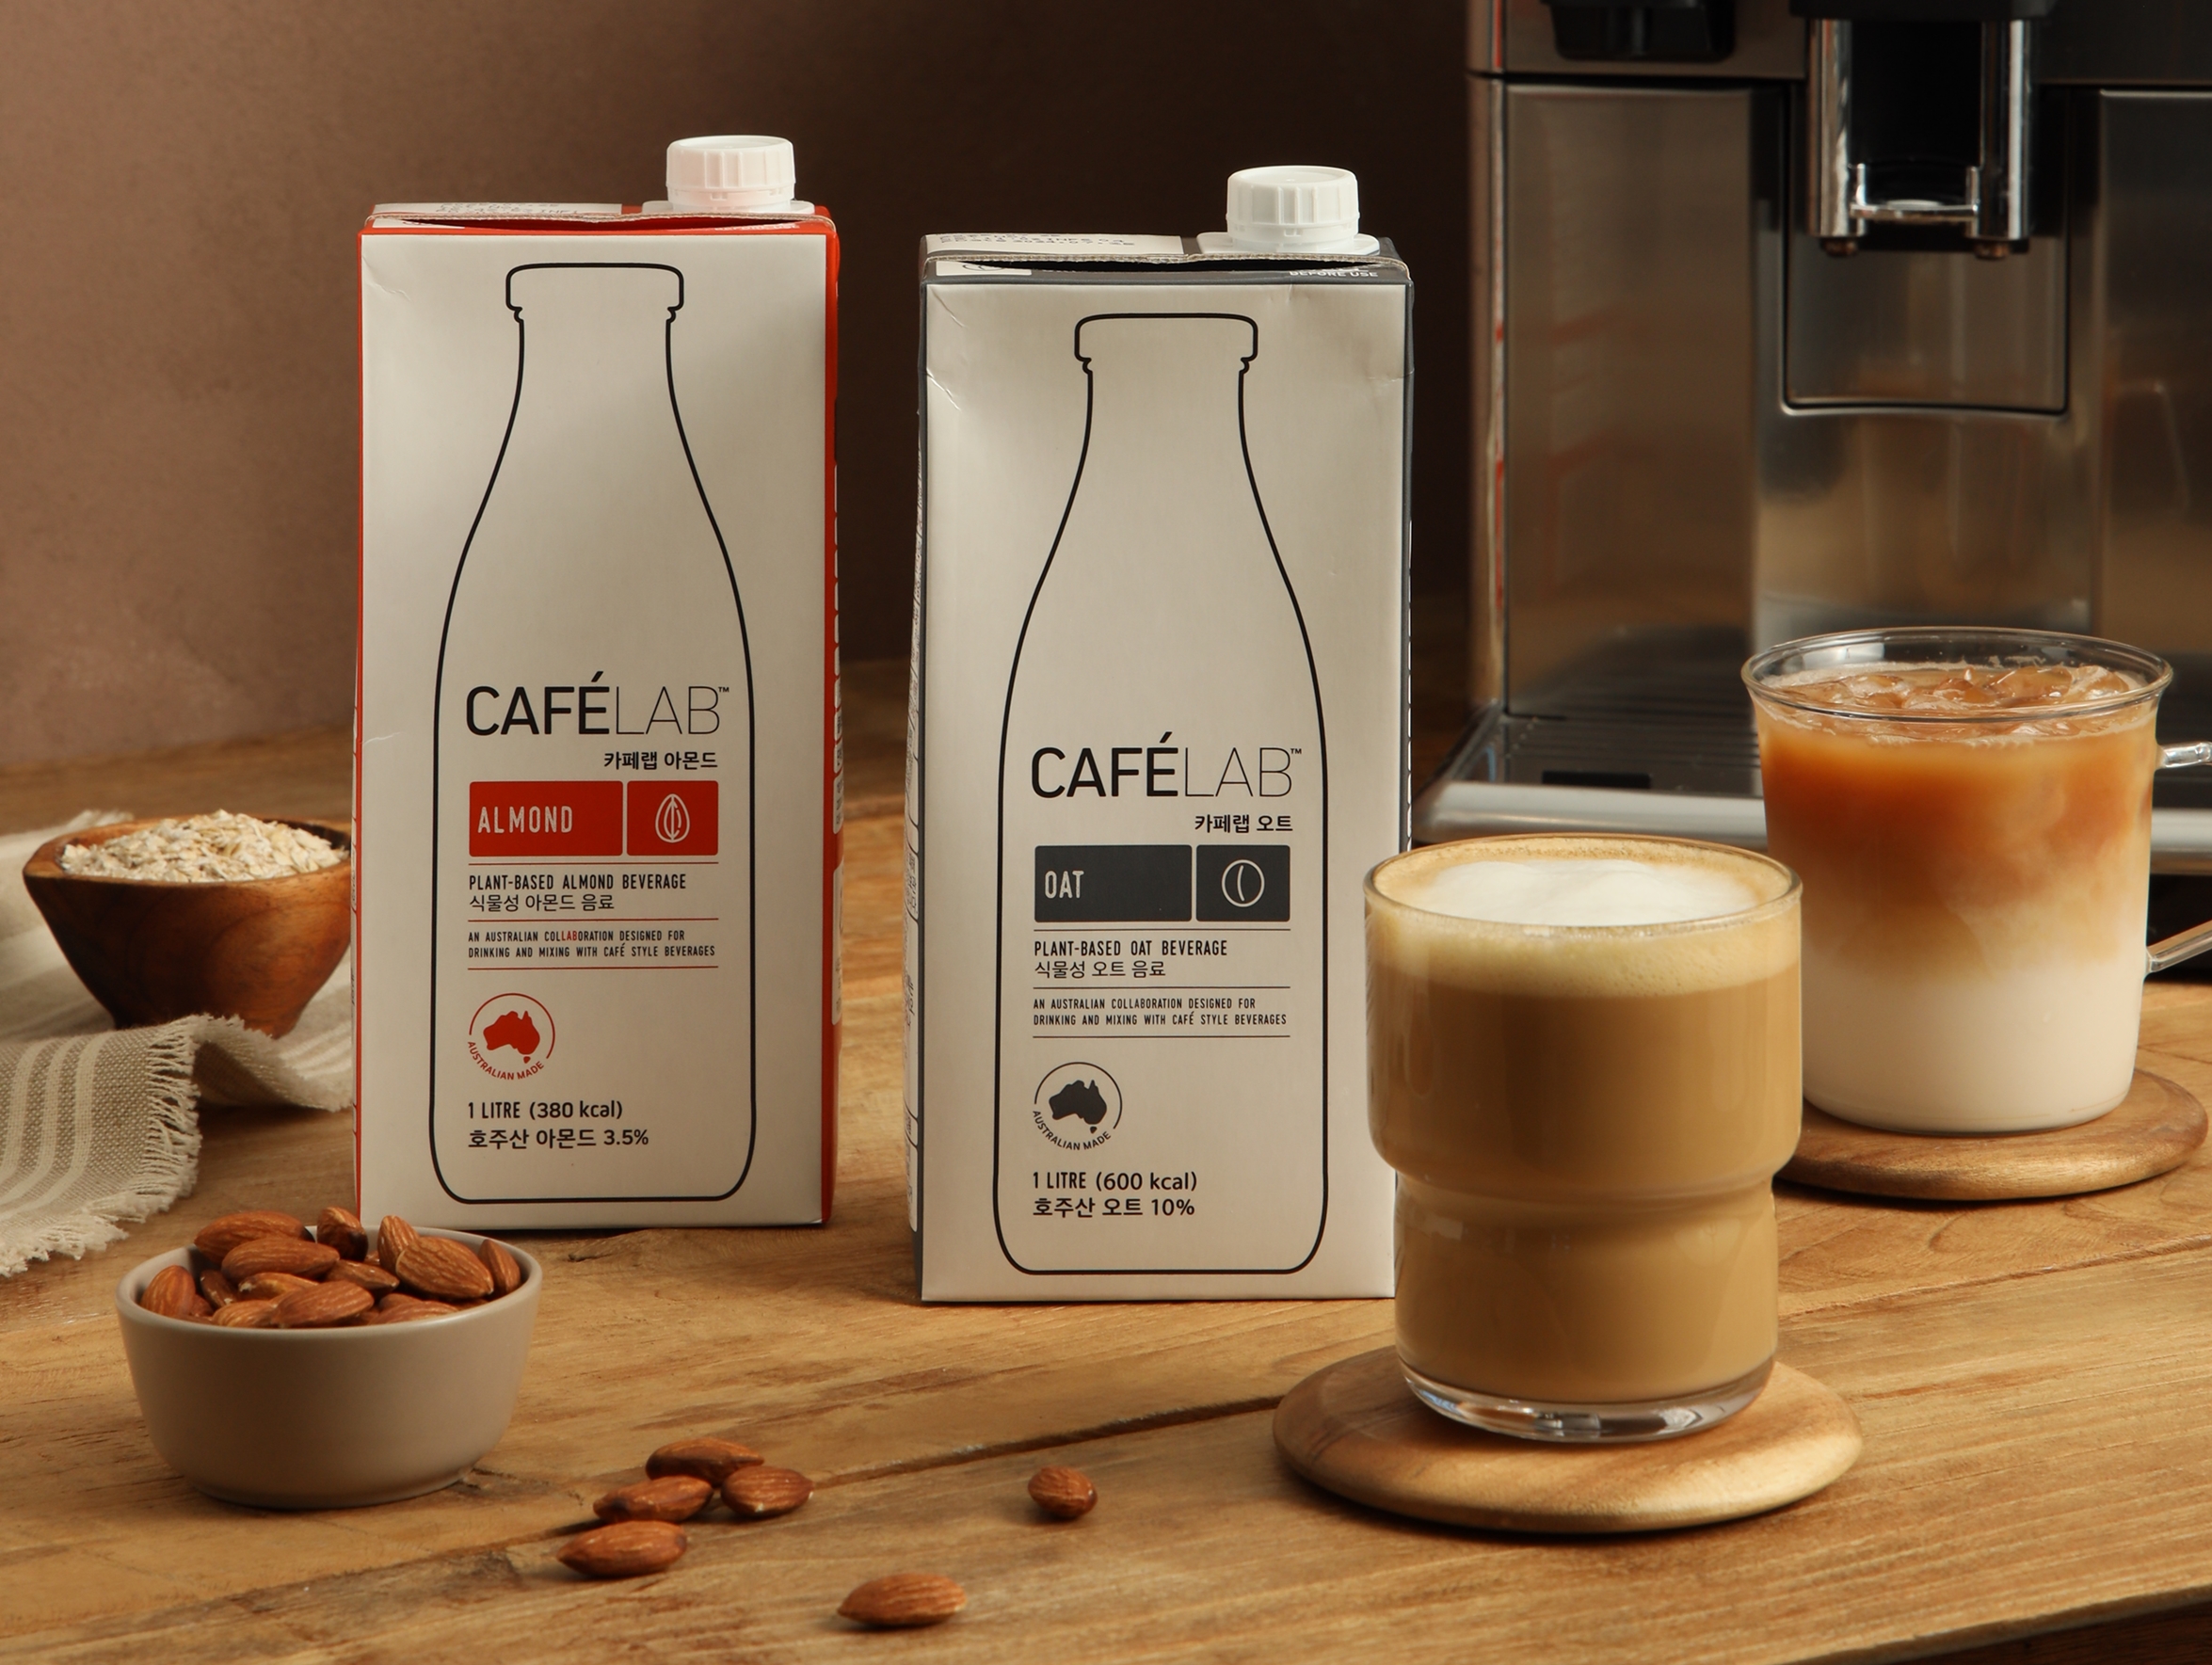 CAFÉLAB™
카페랩 아몬드
ALMOND
PLANT-BASED ALMOND BEVERAGE
식물성 아몬드 음료
AN AUSTRALIAN COLLABORATION DESIGNED FOR
DRINKING AND MIXING WITH CAFÉ STYLE BEVERAGES
AUSTRALIAN MADE
1 LITRE (380 kcal)
호주산 아몬드 3.5%
BEFORE USE
CAFÉLAB™
카페랩 오트
OAT
PLANT-BASED OAT BEVERAGE
식물성 오트 음료
AN AUSTRALIAN COLLABORATION DESIGNED FOR
DRINKING AND MIXING WITH CAFÉ STYLE BEVERAGES
AUSTRALIAN MADE
1 LITRE (600 kcal)
호주산 오트 10%